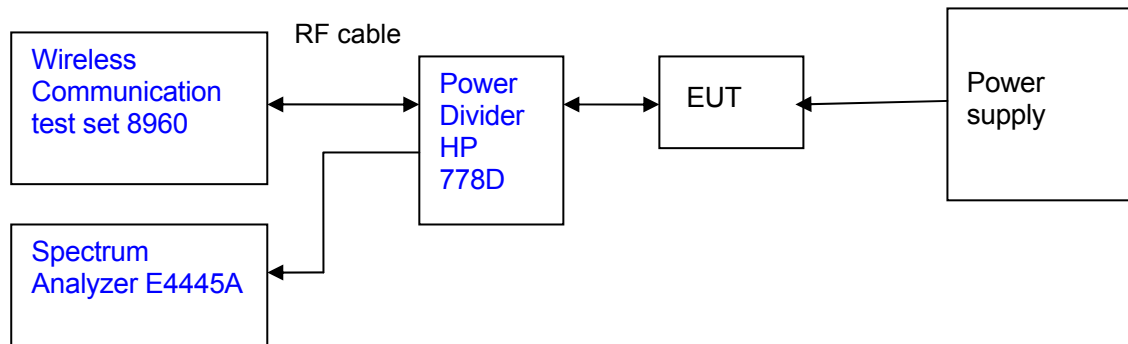 RF cable
Wireless
Communication
test set 8960
Power
Divider
HP
778D
EUT
Power
supply
Spectrum
Analyzer E4445A